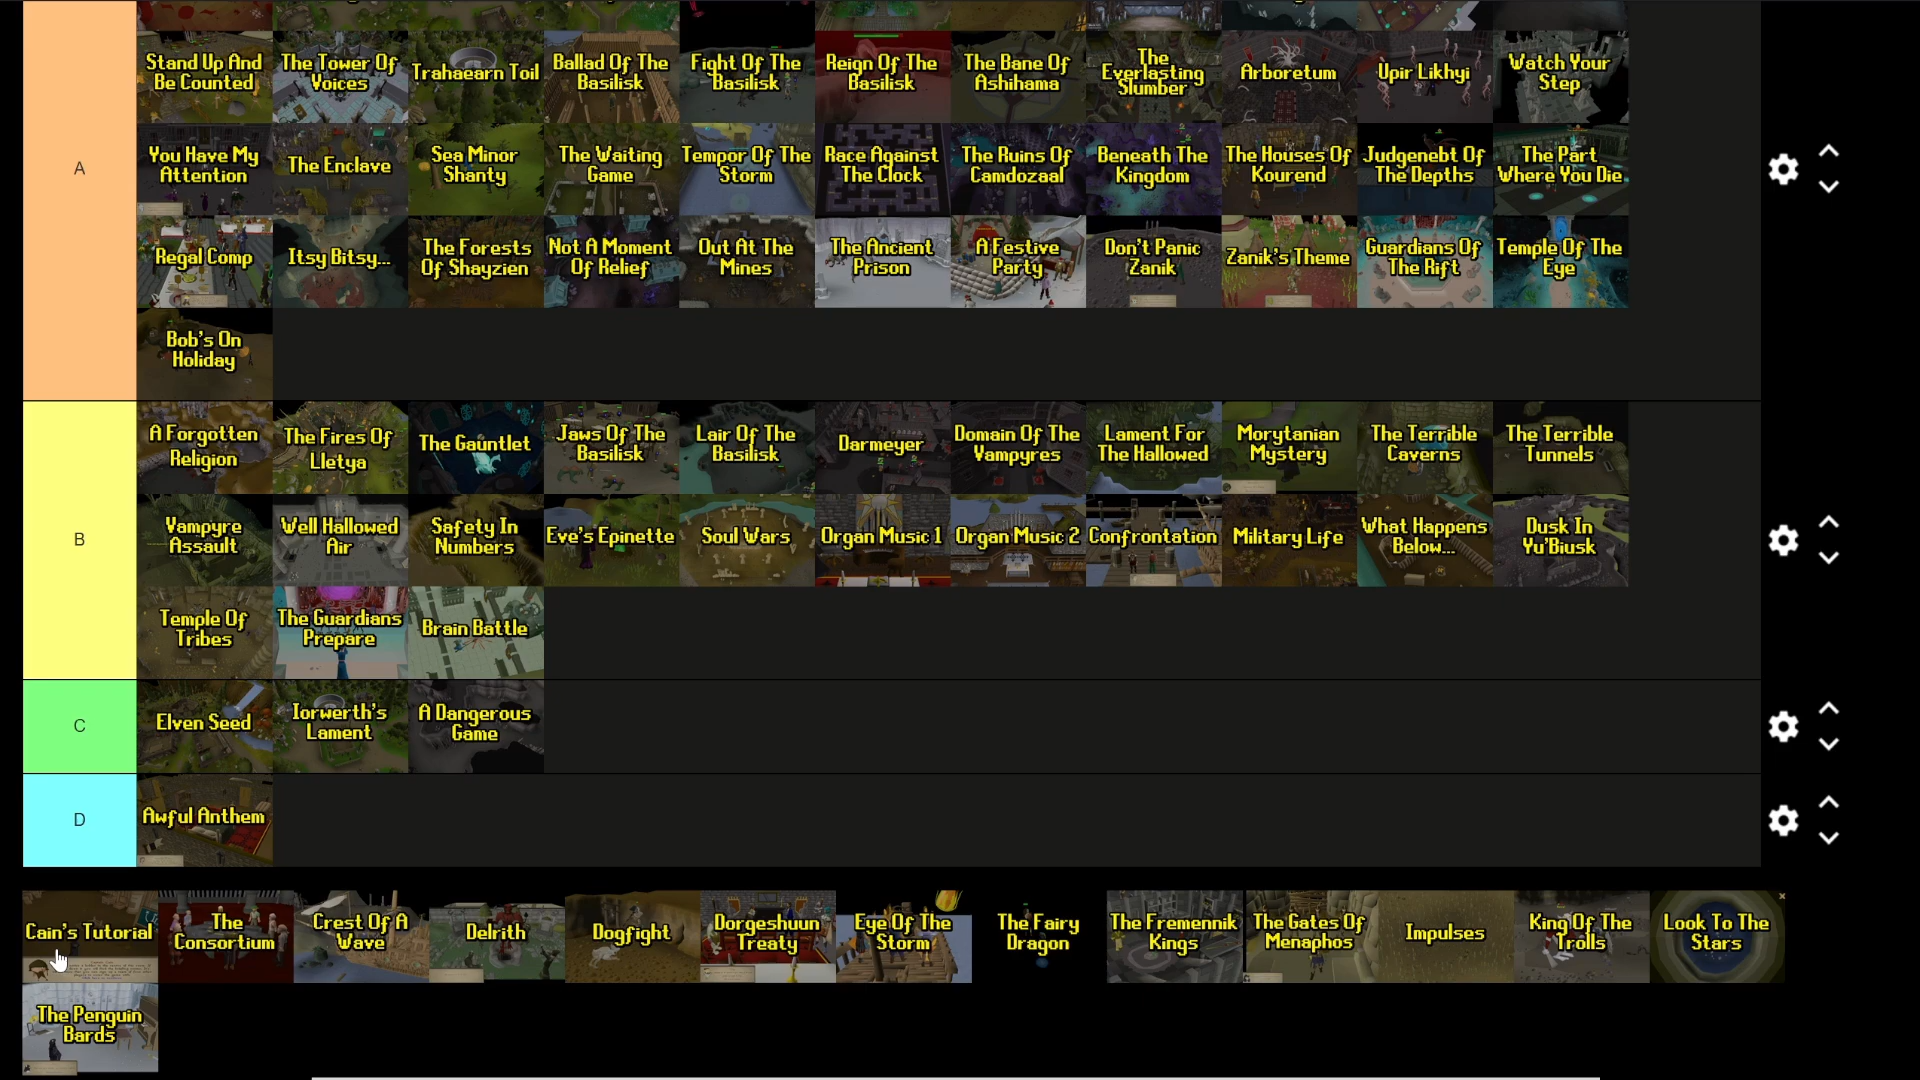 A
Stand Up And
Be Counted
The Tower Of
Voices
Trahaearn Toil
Ballad Of The
Basilisk
Fight Of The
Basilisk
Reign Of The
Basilisk
The Bane Of
Ashihama
The
Everlasting
Slumber
Arboretum
Upir Likhyi
Watch Your
Step
You Have My
Attention
The Enclave
Sea Minor
Shanty
The Waiting
Game
Tempor Of The
Storm
Race Against
The Clock
The Ruins Of
Camdozaal
Beneath The
Kingdom
The Houses Of
Kourend
Judgenebt Of
The Depths
The Part
Where You Die
Regal Comp
Itsy Bitsy...
The Forests
Of Shayzien
Not A Moment
Of Relief
Out At The
Mines
The Ancient
Prison
A Festive
Party
Don't Panic
Zanik
Zanik's Theme
Guardians Of
The Rift
Temple Of The
Eye
Bob's On
Holiday
B
A Forgotten
Religion
The Fires Of
Lletya
The Gauntlet
Jaws Of The
Basilisk
Lair Of The
Basilisk
Darmeyer
Domain Of The
Vampyres
Lament For
The Hallowed
Morytanian
Mystery
The Terrible
Caverns
The Terrible
Tunnels
Vampyre
Assault
Well Hallowed
Air
Safety In
Numbers
Eve's Epinette
Soul Wars
Organ Music 1
Organ Music 2
Confrontation
Military Life
What Happens
Below...
Dusk In
Yu'Biusk
Temple Of
Tribes
The Guardians
Prepare
Brain Battle
C
Elven Seed
Iorwerth's
Lament
A Dangerous
Game
D
Awful Anthem
Cain's Tutorial
The
Consortium
Crest Of A
Wave
Delrith
Dogfight
Dorgeshuun
Treaty
Eye Of The
Storm
The Fairy
Dragon
The Fremennik
Kings
The Gates Of
Menaphos
Impulses
King Of The
Trolls
Look To The
Stars
The Penguin
Bards